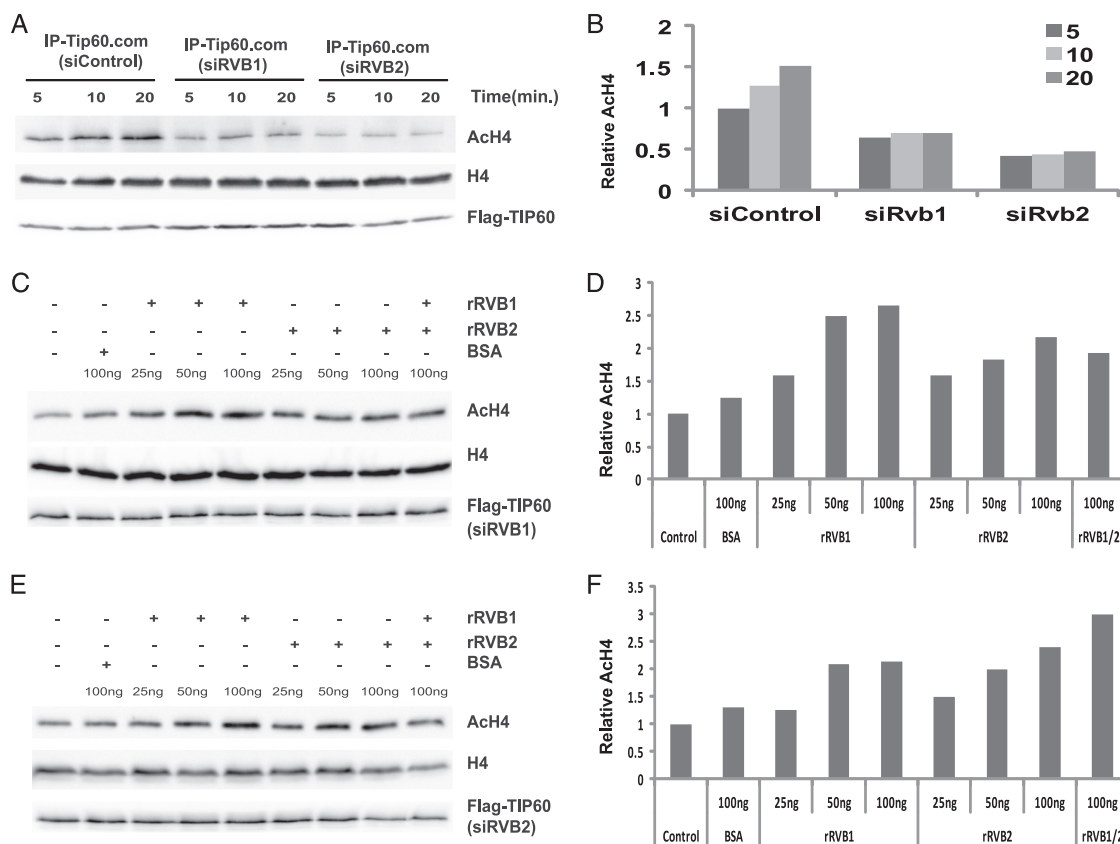 A
IP-Tip60.com IP-Tip60.com IP-Tip60.com
(siControl) (siRVB1) (siRVB2)
5 10 20 5 10 20 5 10 20 Time(min.)
AcH4
H4
Flag-TIP60
B
2
1.5
1
0.5
0
Relative AcH4
5
10
20
siControl siRvb1 siRvb2
C
- - + + + - - - + rRVB1
- - - - - + + + + rRVB2
- + - - - - - - - BSA
100ng 25ng 50ng 100ng 25ng 50ng 100ng 100ng
AcH4
H4
Flag-TIP60
(siRVB1)
D
3
2.5
2
1.5
1
0.5
0
Relative AcH4
100ng 25ng 50ng 100ng 25ng 50ng 100ng 100ng
Control BSA rRVB1 rRVB2 rRVB1/2
E
- - + + + - - - + rRVB1
- - - - - + + + + rRVB2
- + - - - - - - - BSA
100ng 25ng 50ng 100ng 25ng 50ng 100ng 100ng
AcH4
H4
Flag-TIP60
(siRVB2)
F
3.5
3
2.5
2
1.5
1
0.5
0
Relative AcH4
100ng 25ng 50ng 100ng 25ng 50ng 100ng 100ng
Control BSA rRVB1 rRVB2 rRVB1/2